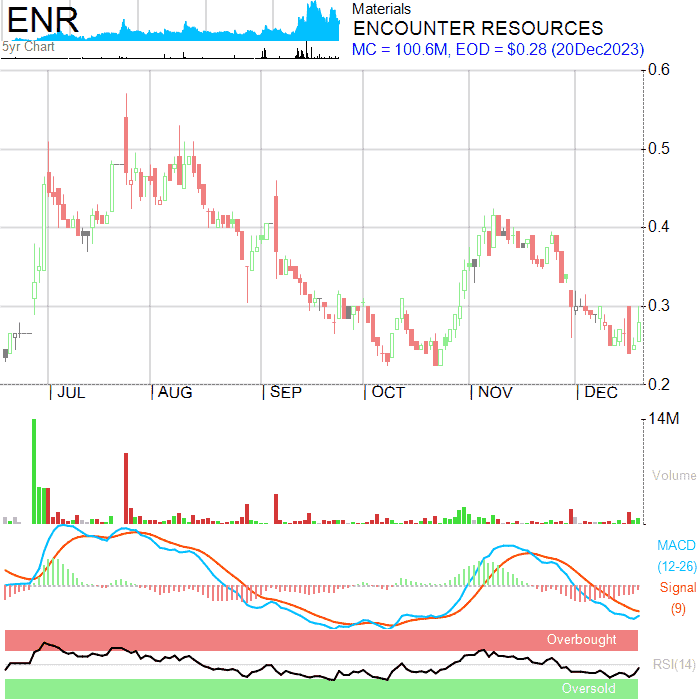 ENR
5yr Chart
Materials
ENCOUNTER RESOURCES
MC = 100.6M, EOD = $0.28 (20Dec2023)
0.6
0.5
0.4
0.3
0.2
JUL AUG SEP OCT NOV DEC
14M
Volume
MACD
(12-26)
Signal
(9)
Overbought
RSI(14)
Oversold